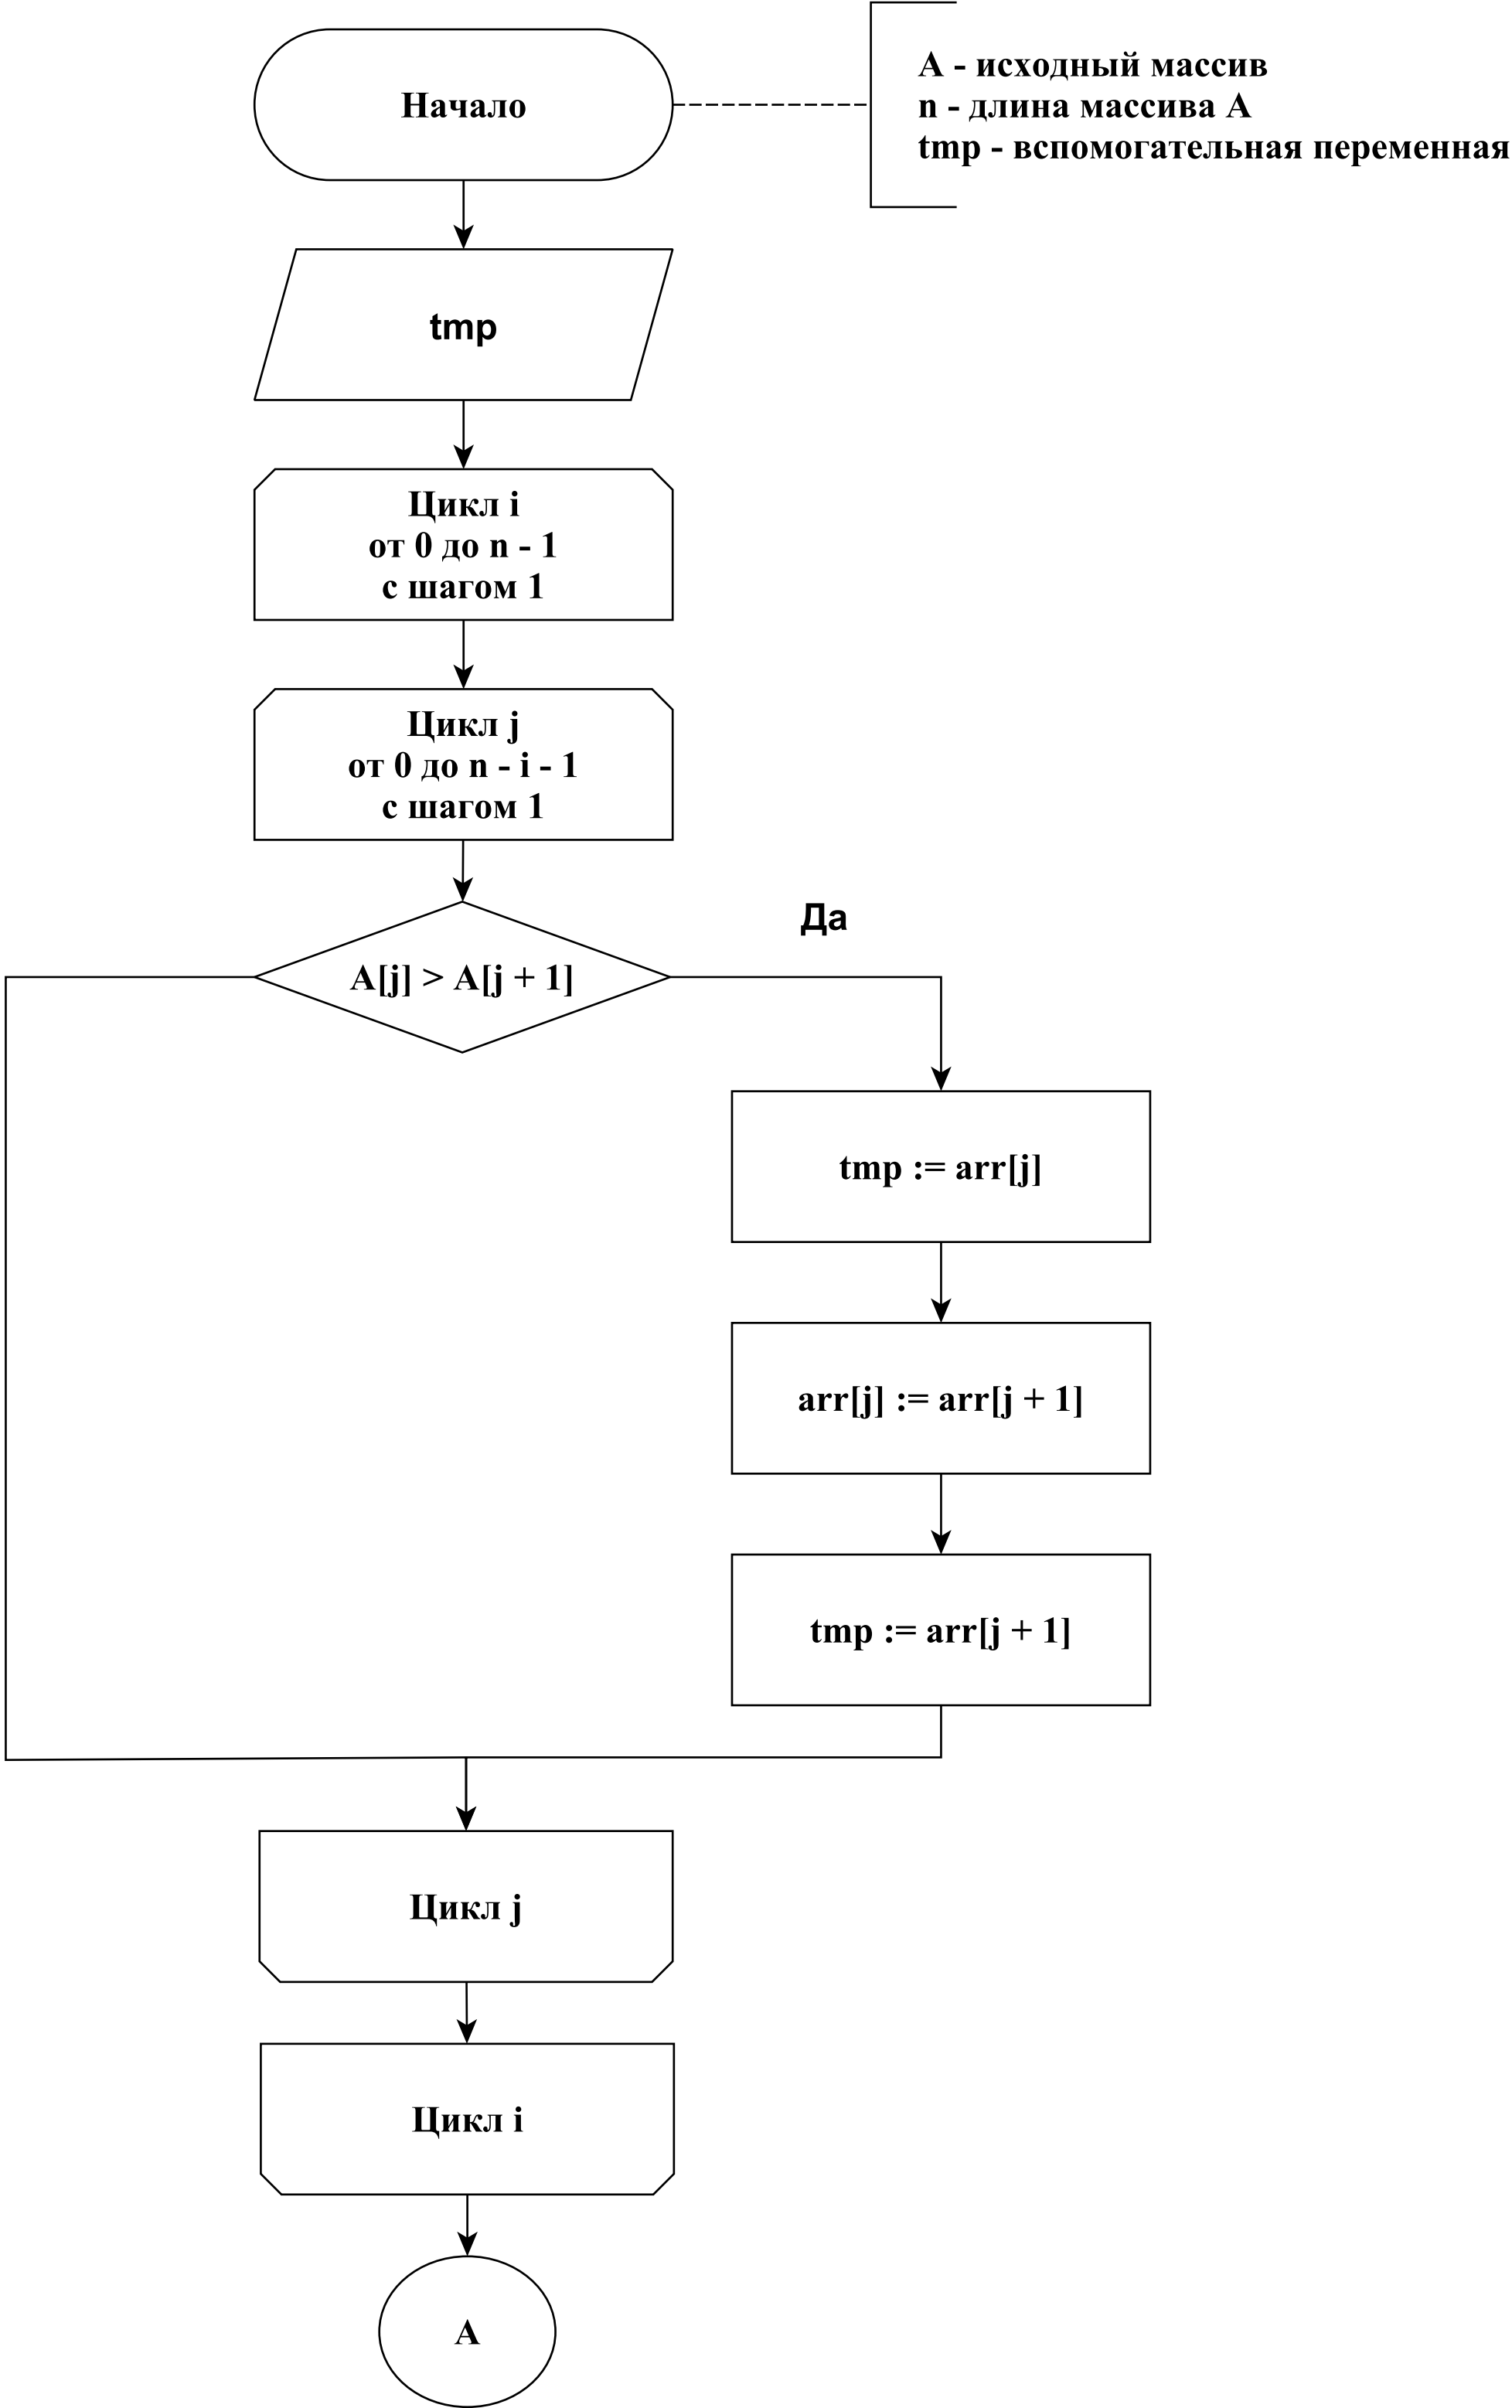 Начало
A - исходный массив
n - длина массива A
tmp - вспомогательная переменная
tmp
Цикл i
от 0 до n - 1
с шагом 1
Цикл j
от 0 до n - i - 1
с шагом 1
A[j] > A[j + 1]
Да
tmp := arr[j]
arr[j] := arr[j + 1]
tmp := arr[j + 1]
Цикл j
Цикл i
A